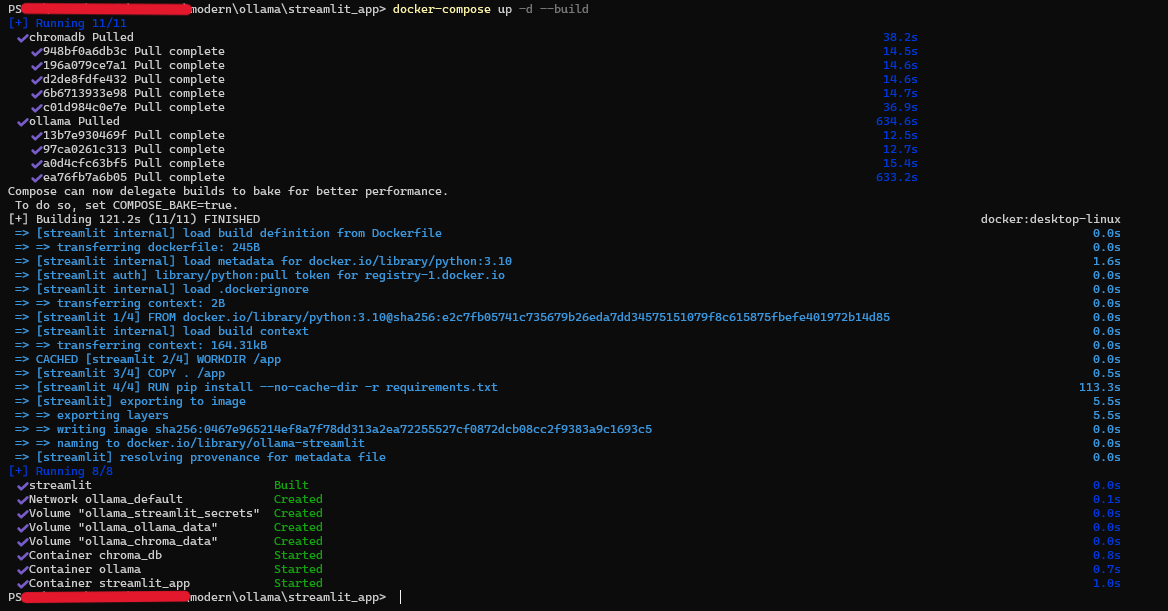 PS modern\ollama\streamlit_app> docker-compose up -d --build
[+] Running 11/11
✔chromadb Pulled 38.2s
✔948bf0a6db3c Pull complete 14.5s
✔196a079ce7a1 Pull complete 14.6s
✔d2de8fdfe432 Pull complete 14.6s
✔6b6713933e98 Pull complete 14.7s
✔c01d984c0e7e Pull complete 36.9s
✔ollama Pulled 634.6s
✔13b7e930469f Pull complete 12.5s
✔97ca0261c313 Pull complete 12.7s
✔a0d4cfc63bf5 Pull complete 15.4s
✔ea76fb7a6b05 Pull complete 633.2s
Compose can now delegate builds to bake for better performance.
To do so, set COMPOSE_BAKE=true.
[+] Building 121.2s (11/11) FINISHED docker:desktop-linux
=> [streamlit internal] load build definition from Dockerfile 0.0s
=> => transferring dockerfile: 245B 0.0s
=> [streamlit internal] load metadata for docker.io/library/python:3.10 1.6s
=> [streamlit auth] library/python:pull token for registry-1.docker.io 0.0s
=> [streamlit internal] load .dockerignore 0.0s
=> => transferring context: 2B 0.0s
=> [streamlit 1/4] FROM docker.io/library/python:3.10@sha256:e2c7fb05741c735679b26eda7dd34575151079f8c615875fbefe401972b14d85 0.0s
=> [streamlit internal] load build context 0.0s
=> => transferring context: 164.31kB 0.0s
=> CACHED [streamlit 2/4] WORKDIR /app 0.0s
=> [streamlit 3/4] COPY . /app 0.5s
=> [streamlit 4/4] RUN pip install --no-cache-dir -r requirements.txt 113.3s
=> [streamlit] exporting to image 5.5s
=> => exporting layers 5.5s
=> => writing image sha256:0467e965214ef8a7f78dd313a2ea72255527cf0872dcb08cc2f9383a9c1693c5 0.0s
=> => naming to docker.io/library/ollama-streamlit 0.0s
=> [streamlit] resolving provenance for metadata file 0.0s
[+] Running 8/8
✔streamlit Built 0.0s
✔Network ollama_default Created 0.1s
✔Volume "ollama_streamlit_secrets" Created 0.0s
✔Volume "ollama_ollama_data" Created 0.0s
✔Volume "ollama_chroma_data" Created 0.0s
✔Container chroma_db Started 0.8s
✔Container ollama Started 0.7s
✔Container streamlit_app Started 1.0s
PS modern\ollama\streamlit_app>